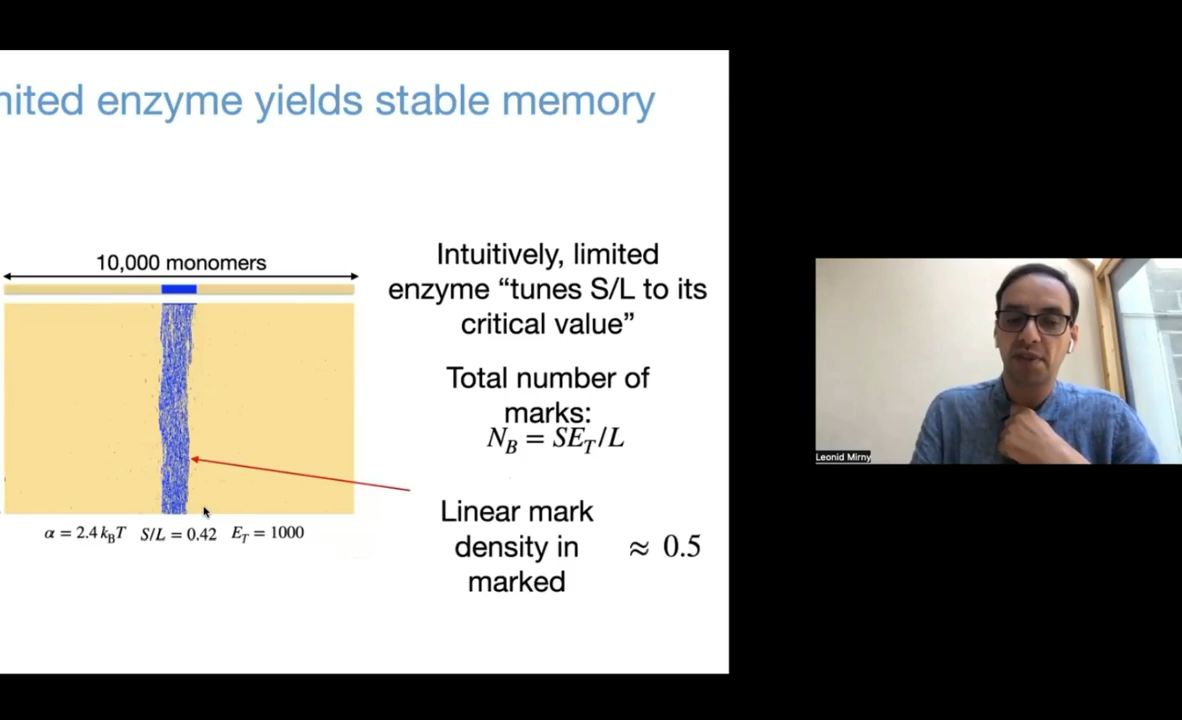 ited enzyme yields stable memory
10,000 monomers
Intuitively, limited
enzyme “tunes S/L to its
critical value”
Total number of
marks:
N_B = SE_T/L
Linear mark
density in
marked
≈ 0.5
α = 2.4 k_BT S/L = 0.42 E_T = 1000
Leonid Mirny